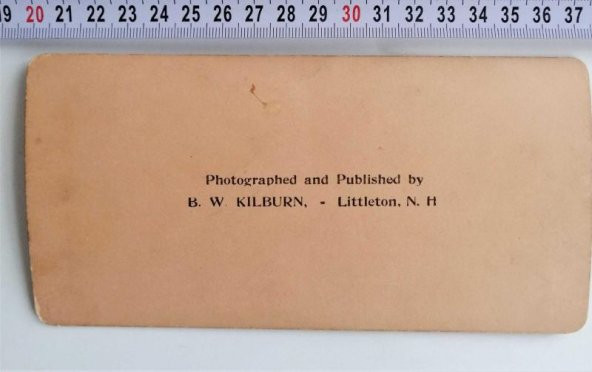 9 20 21 22 23 24 25 26 27 28 29 30 31 32 33 34 35 36 37
Photographed and Published by
B. W. KILBURN, - Littleton, N. H